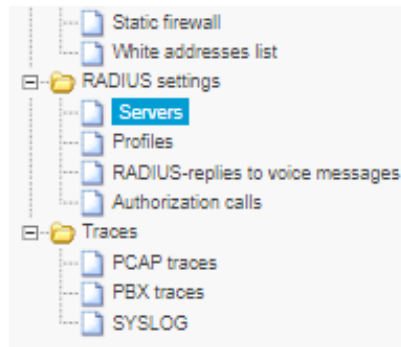 Static firewall
White addresses list
RADIUS settings
Servers
Profiles
RADIUS-replies to voice messages
Authorization calls
Traces
PCAP traces
PBX traces
SYSLOG